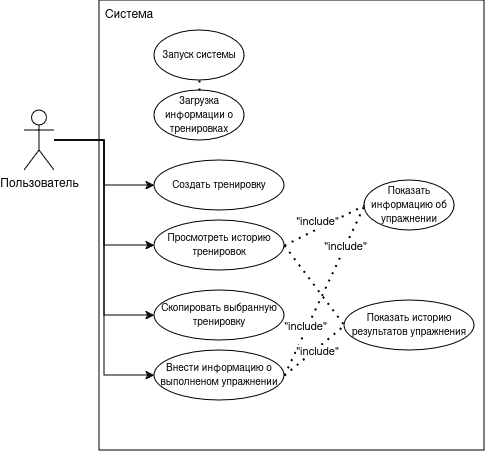 Система
Запуск системы
Загрузка
информации о
тренировках
Пользователь
Создать тренировку
Показать
информацию об
упражнении
"include"
Просмотреть историю
тренировок
"include"
Скопировать выбранную
тренировку
Показать историю
результатов упражнения
"include"
"include"
Внести информацию о
выполненом упражнении